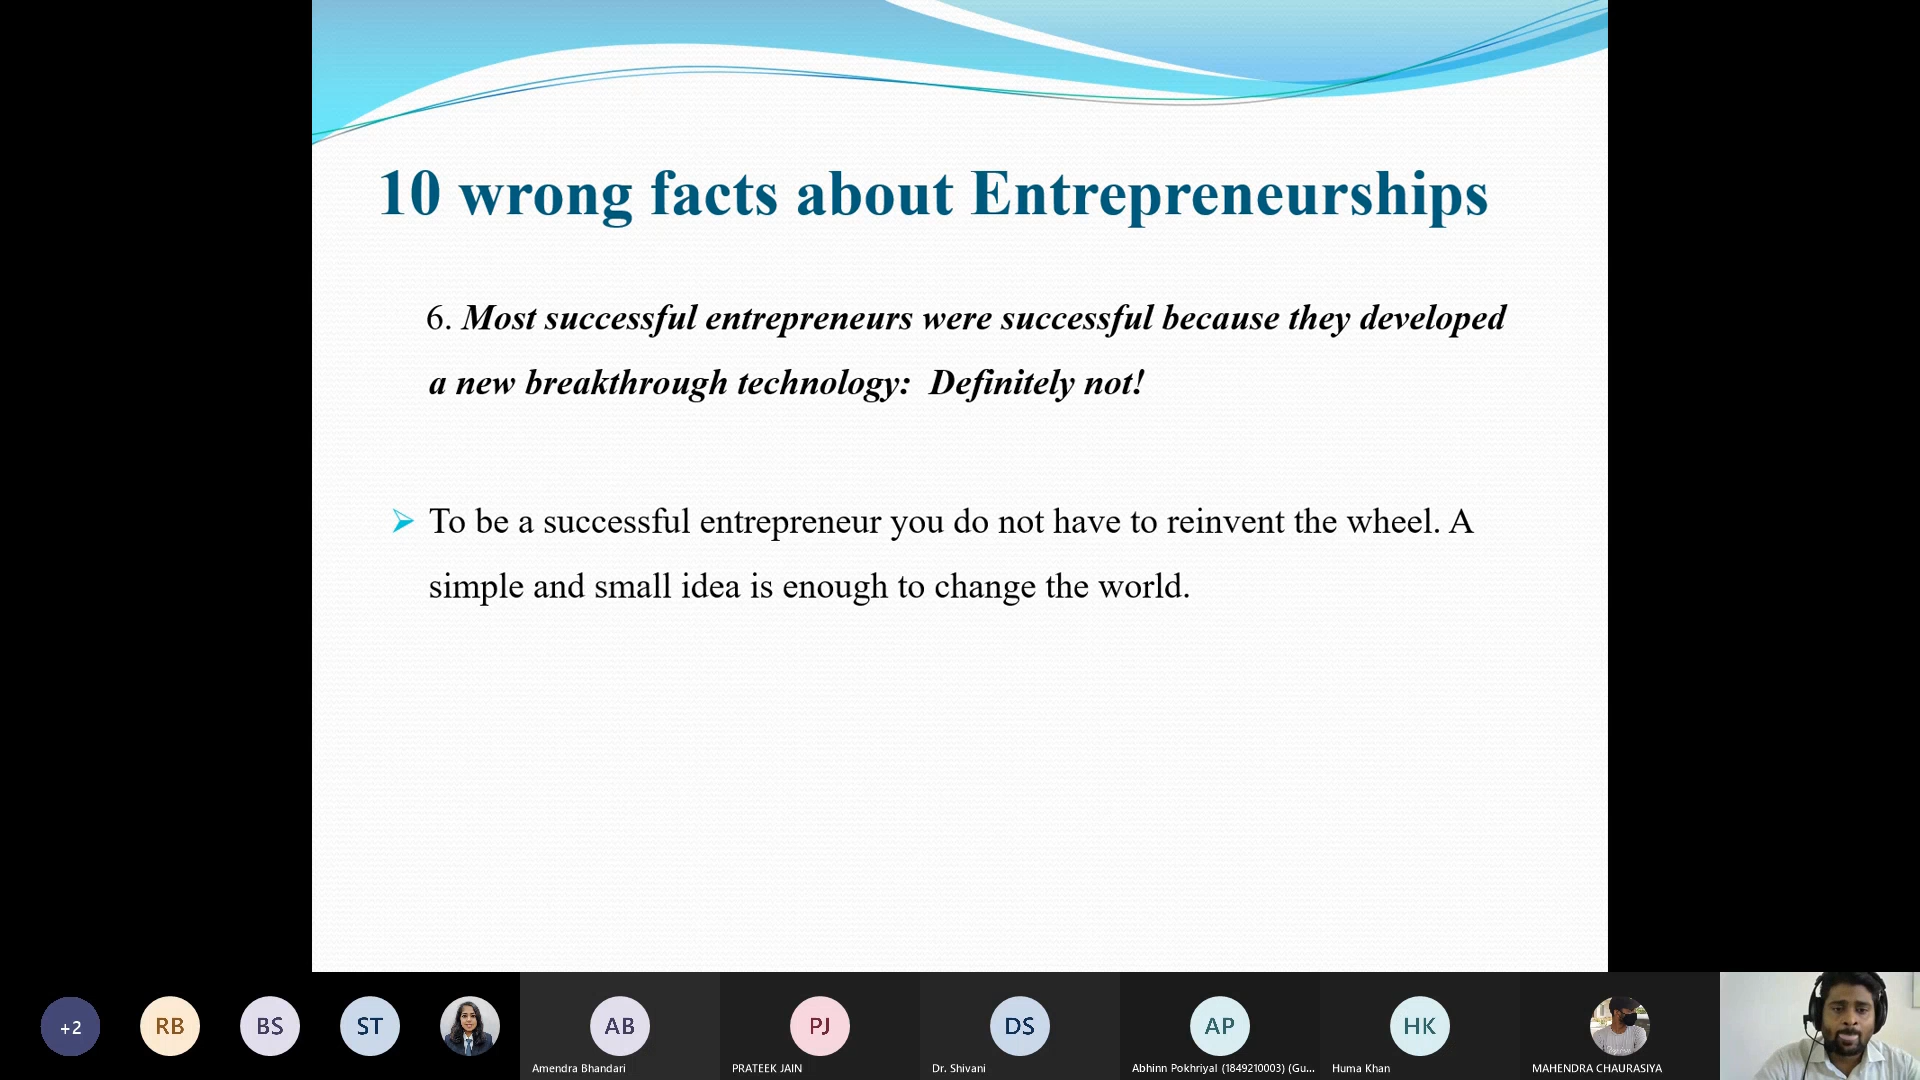 10 wrong facts about Entrepreneurships
6. Most successful entrepreneurs were successful because they developed
a new breakthrough technology:  Definitely not!
To be a successful entrepreneur you do not have to reinvent the wheel. A
simple and small idea is enough to change the world.
+2
RB
BS
ST
AB
PJ
DS
AP
HK
Amendra Bhandari
PRATEEK JAIN
Dr. Shivani
Abhinn Pokhriyal (1849210003) (Gu...
Huma Khan
MAHENDRA CHAURASIYA